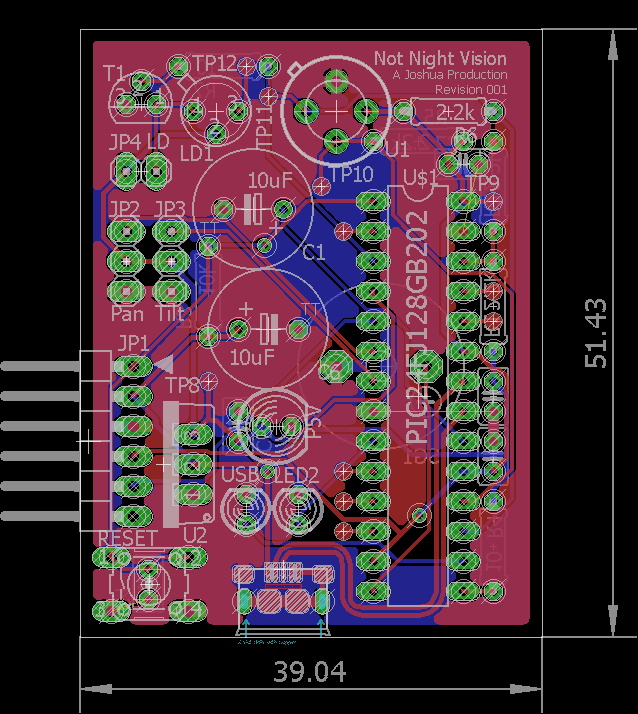 Not Night Vision
A Joshua Production
Revision 001
T1
TP12
TP11
2.2k
R6
LD1
U1
JP4 LD
TP10
U$1
TP9
10uF
JP2
JP3
C1
PIC24FJ128GB202
Pan
Tilt
10uF
JP1
TP8
PS1
USB
LED2
RESET
U2
51.43
39.04